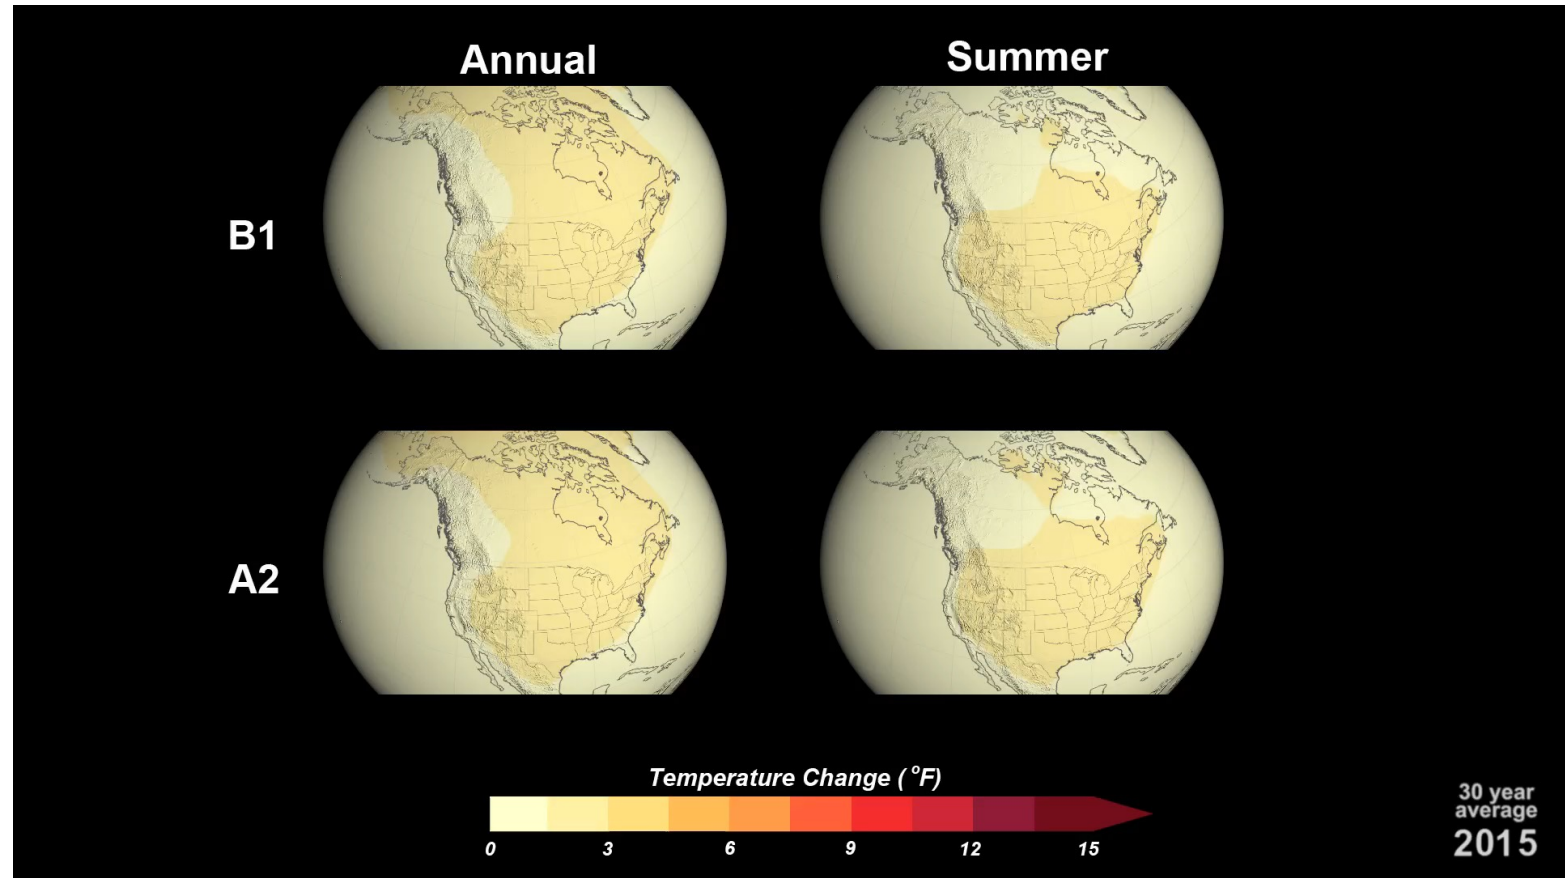 Annual
Summer
B1
A2
Temperature Change (°F)
0 3 6 9 12 15
30 year
average
2015